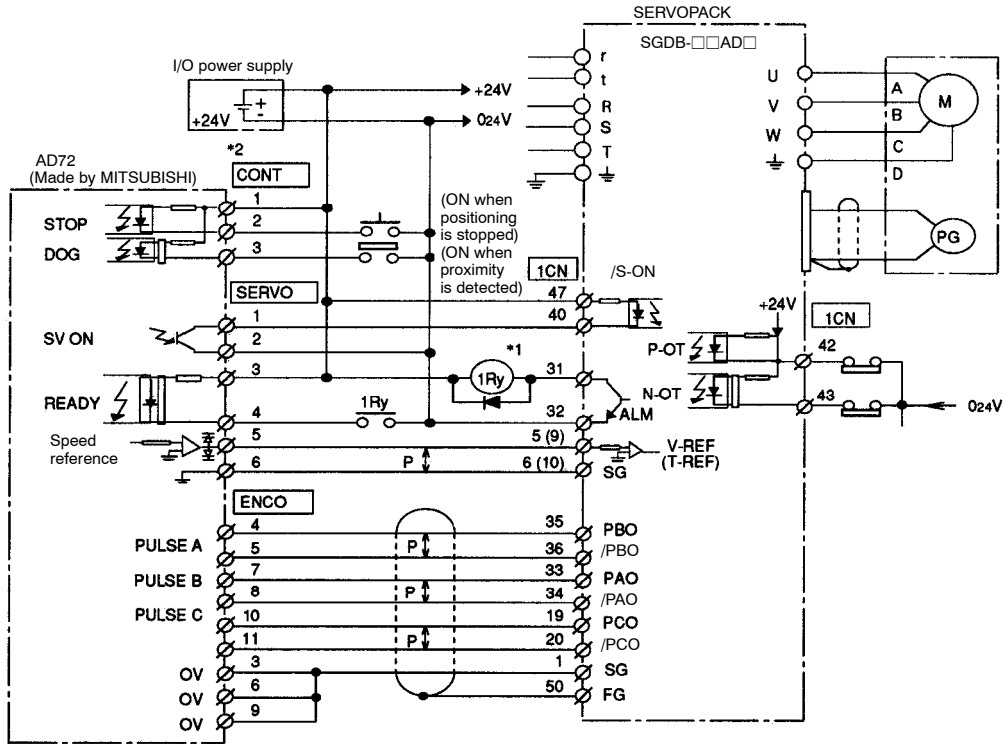 SERVOPACK
SGDB-□□AD□
I/O power supply
+
-
+24V
+24V
024V
r
t
R
S
T
U
V
W
A
B
C
D
M
PG
AD72
(Made by MITSUBISHI)
*2
CONT
STOP
DOG
1
2
3
(ON when
positioning
is stopped)
(ON when
proximity
is detected)
1CN
/S-ON
SERVO
47
40
SV ON
1
2
+24V
1CN
P-OT
42
N-OT
43
024V
*1
READY
3
1Ry
31
4
1Ry
32
ALM
Speed
reference
5
5 (9)
V-REF
(T-REF)
6
P
6 (10)
SG
ENCO
PULSE A
4
P
35
PBO
5
36
/PBO
PULSE B
7
P
33
PAO
8
34
/PAO
PULSE C
10
P
19
PCO
11
20
/PCO
OV
3
1
SG
OV
6
50
FG
OV
9